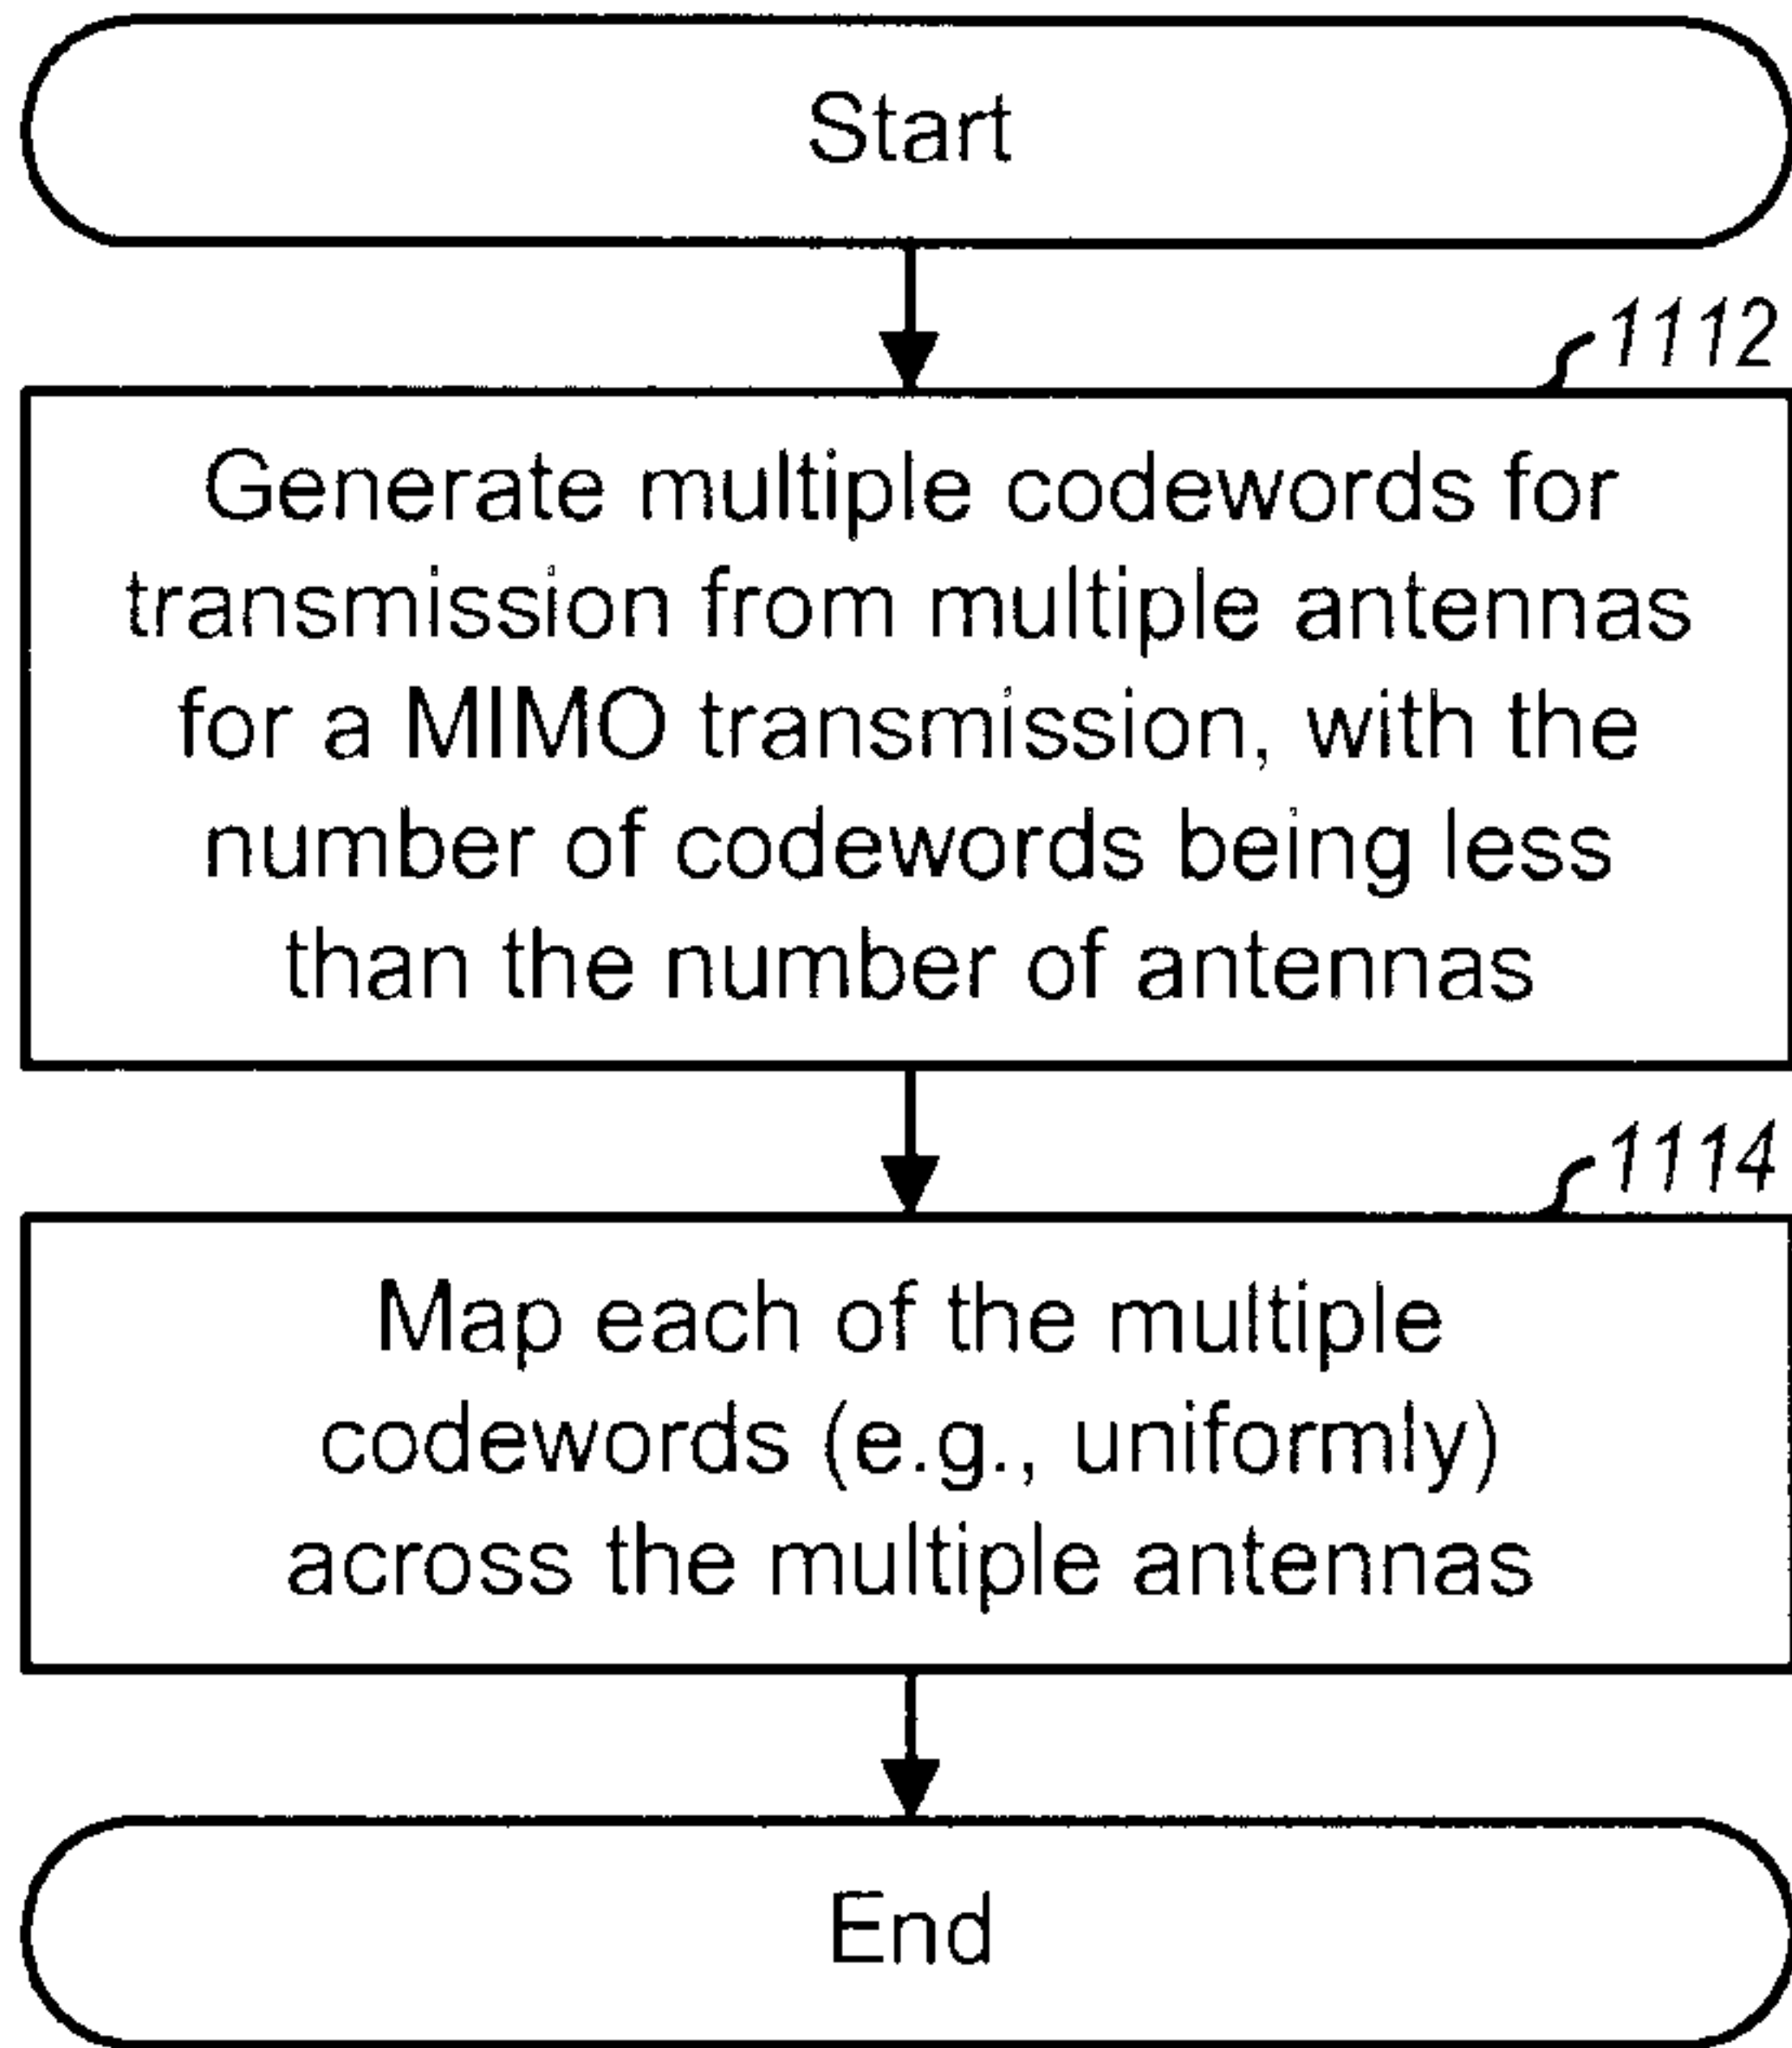 Start
1112
Generate multiple codewords for
transmission from multiple antennas
for a MIMO transmission, with the
number of codewords being less
than the number of antennas
1114
Map each of the multiple
codewords (e.g., uniformly)
across the multiple antennas
End